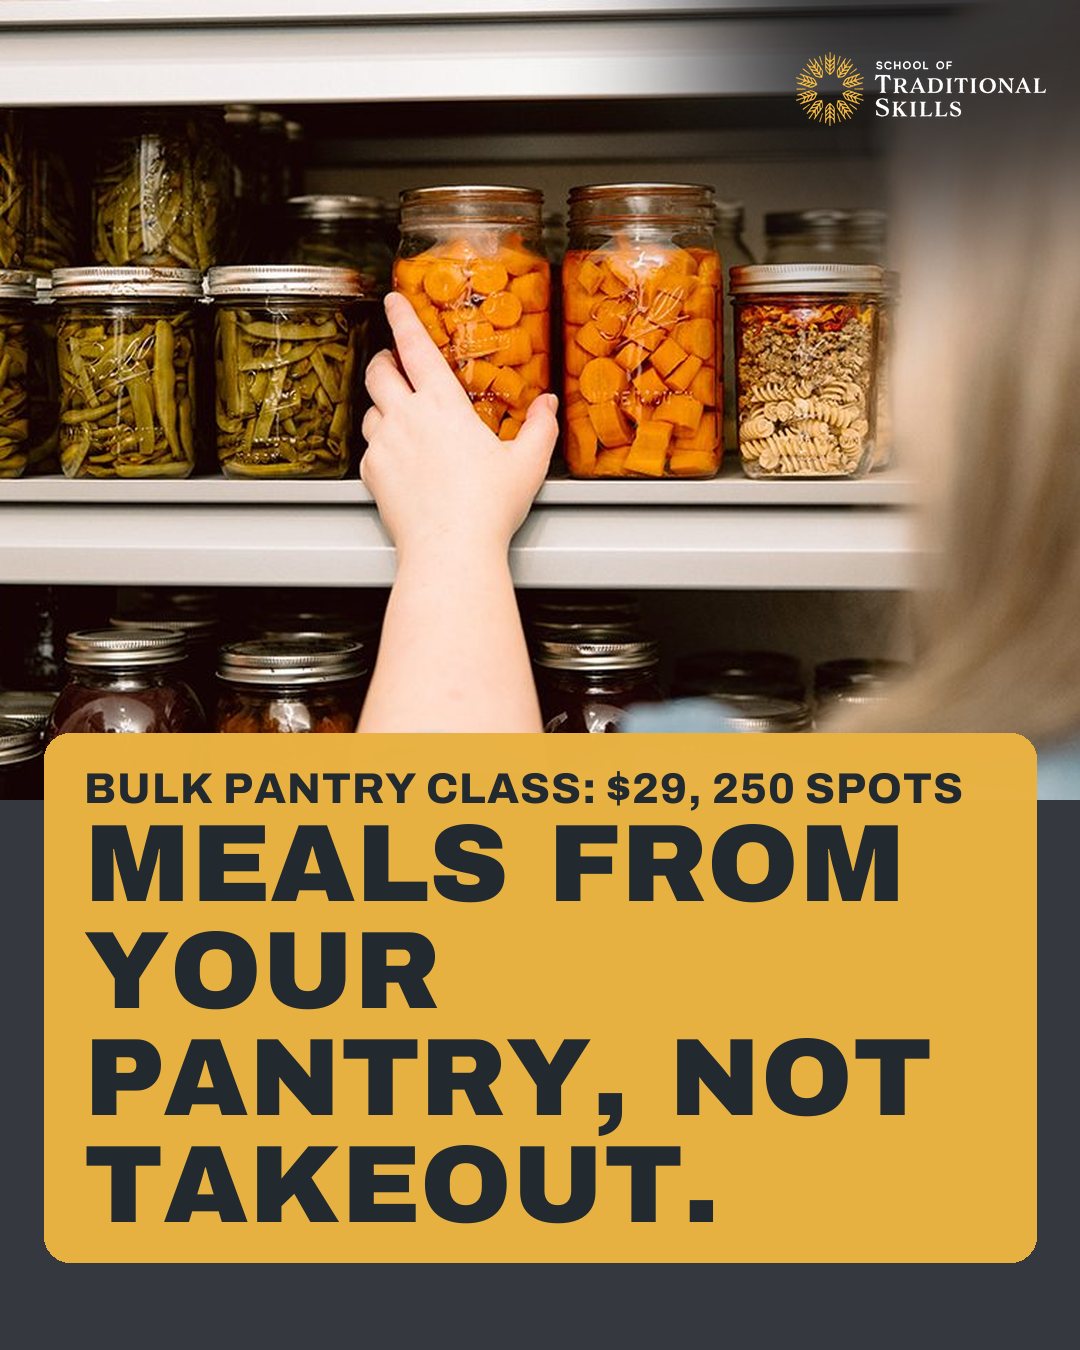 SCHOOL OF
TRADITIONAL
SKILLS
BULK PANTRY CLASS: $29, 250 SPOTS
MEALS FROM
YOUR
PANTRY, NOT
TAKEOUT.